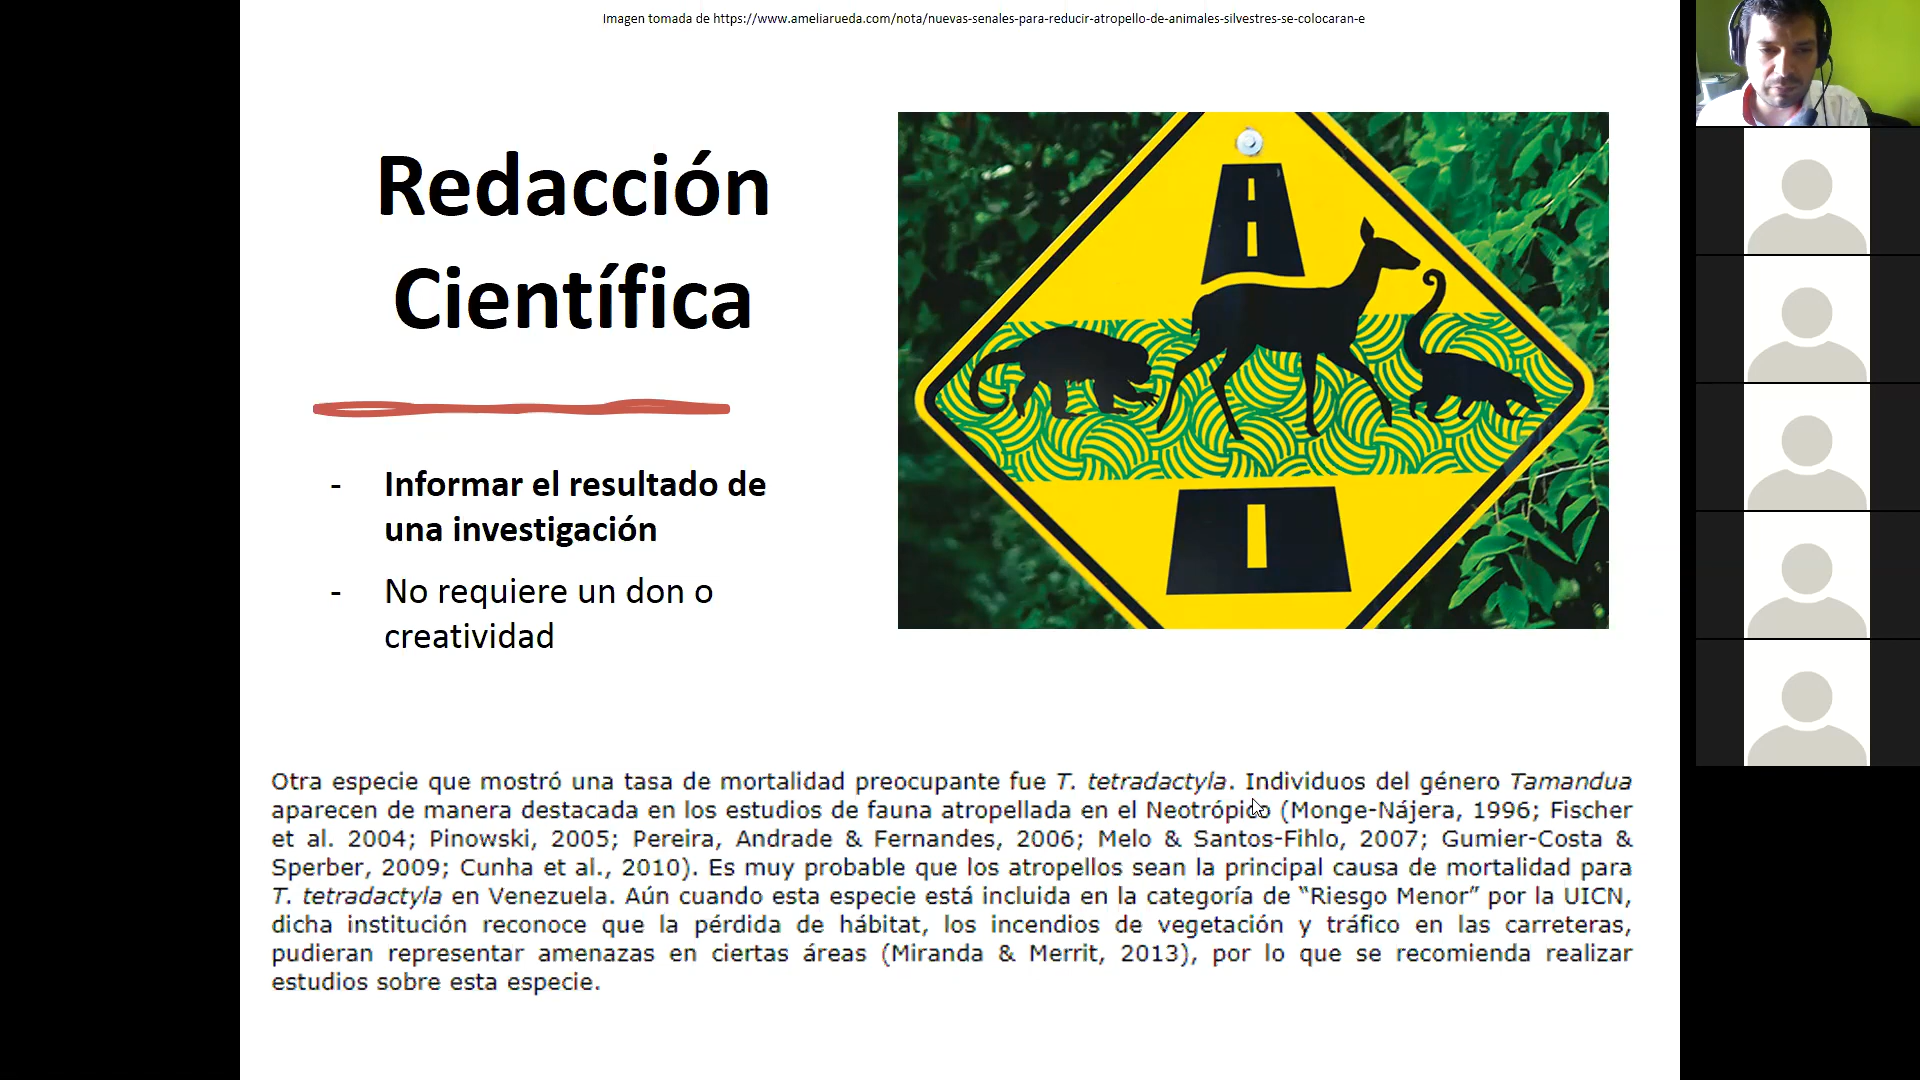 Imagen tomada de https://www.ameliarueda.com/nota/nuevas-senales-para-reducir-atropello-de-animales-silvestres-se-colocaran-e
Redacción
Científica
- Informar el resultado de
una investigación
- No requiere un don o
creatividad
Otra especie que mostró una tasa de mortalidad preocupante fue T. tetradactyla. Individuos del género Tamandua
aparecen de manera destacada en los estudios de fauna atropellada en el Neotrópico (Monge-Nájera, 1996; Fischer
et al. 2004; Pinowski, 2005; Pereira, Andrade & Fernandes, 2006; Melo & Santos-Fihlo, 2007; Gumier-Costa &
Sperber, 2009; Cunha et al., 2010). Es muy probable que los atropellos sean la principal causa de mortalidad para
T. tetradactyla en Venezuela. Aún cuando esta especie está incluida en la categoría de “Riesgo Menor” por la UICN,
dicha institución reconoce que la pérdida de hábitat, los incendios de vegetación y tráfico en las carreteras,
pudieran representar amenazas en ciertas áreas (Miranda & Merrit, 2013), por lo que se recomienda realizar
estudios sobre esta especie.